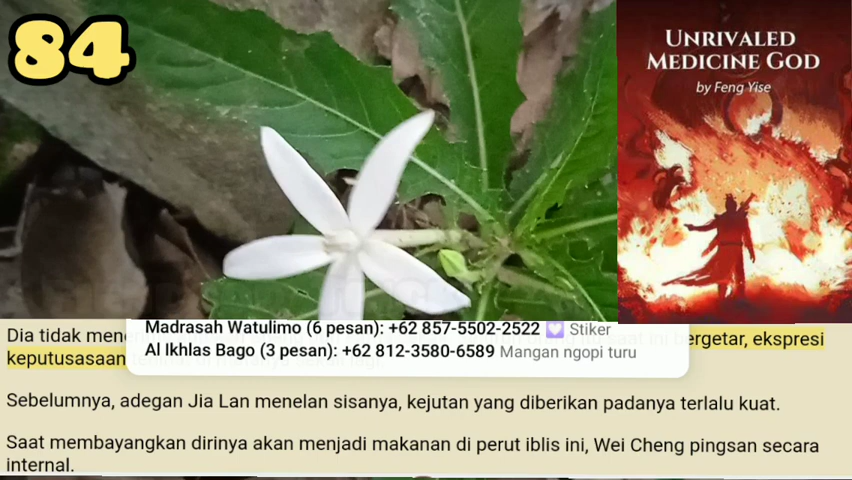 84
UNRIVALED
MEDICINE GOD
by Feng Yise
Madrasah Watulimo (6 pesan): +62 857-5502-2522 💟 Stiker
Al Ikhlas Bago (3 pesan): +62 812-3580-6589 Mangan ngopi turu
Dia tidak saat ini bergetar, ekspresi
keputusasaan
Sebelumnya, adegan Jia Lan menelan sisanya, kejutan yang diberikan padanya terlalu kuat.
Saat membayangkan dirinya akan menjadi makanan di perut iblis ini, Wei Cheng pingsan secara
internal.